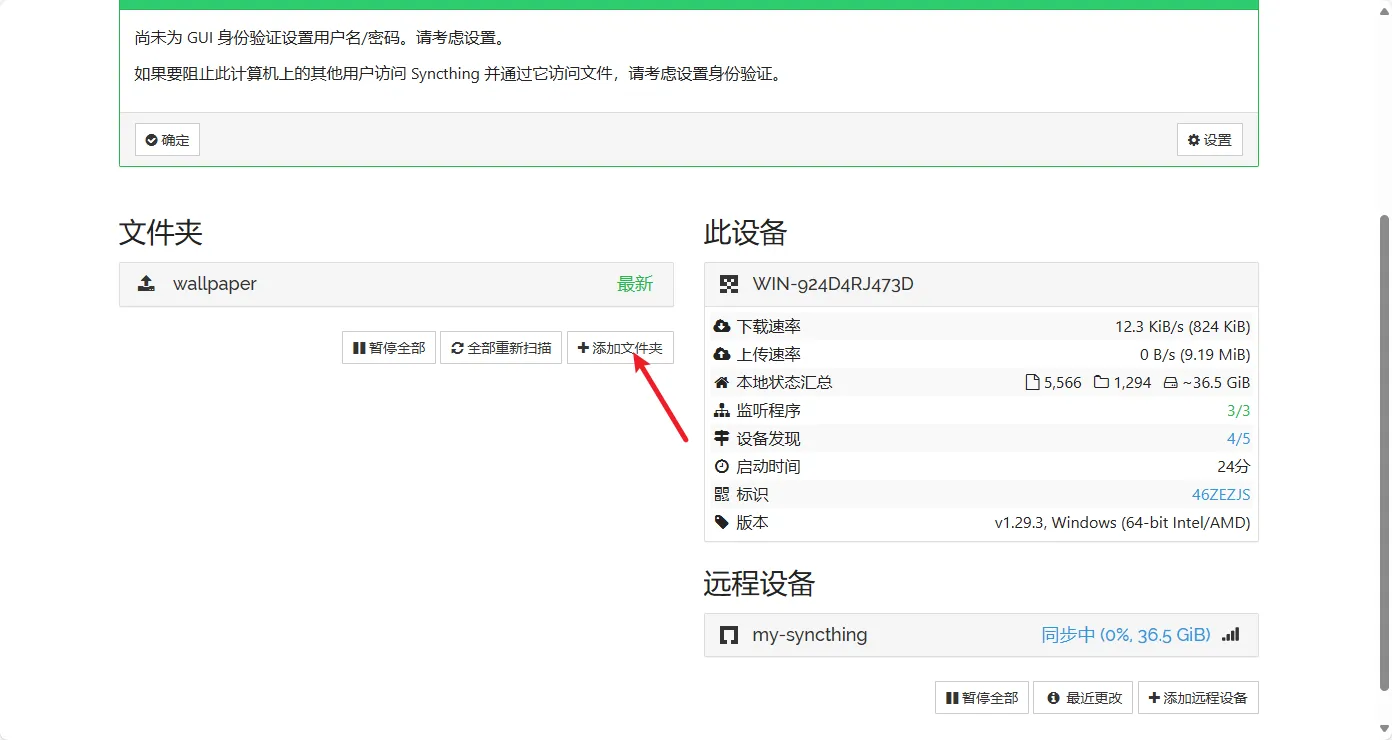 尚未为 GUI 身份验证设置用户名/密码。请考虑设置。
如果要阻止此计算机上的其他用户访问 Syncthing 并通过它访问文件，请考虑设置身份验证。
确定
设置
文件夹
wallpaper 最新
暂停全部 全部重新扫描 添加文件夹
此设备
WIN-924D4RJ473D
下载速率 12.3 KiB/s (824 KiB)
上传速率 0 B/s (9.19 MiB)
本地状态汇总 5,566 1,294 ~36.5 GiB
监听程序 3/3
设备发现 4/5
启动时间 24分
标识 46ZEZJS
版本 v1.29.3, Windows (64-bit Intel/AMD)
远程设备
my-syncthing 同步中 (0%, 36.5 GiB)
暂停全部 最近更改 添加远程设备